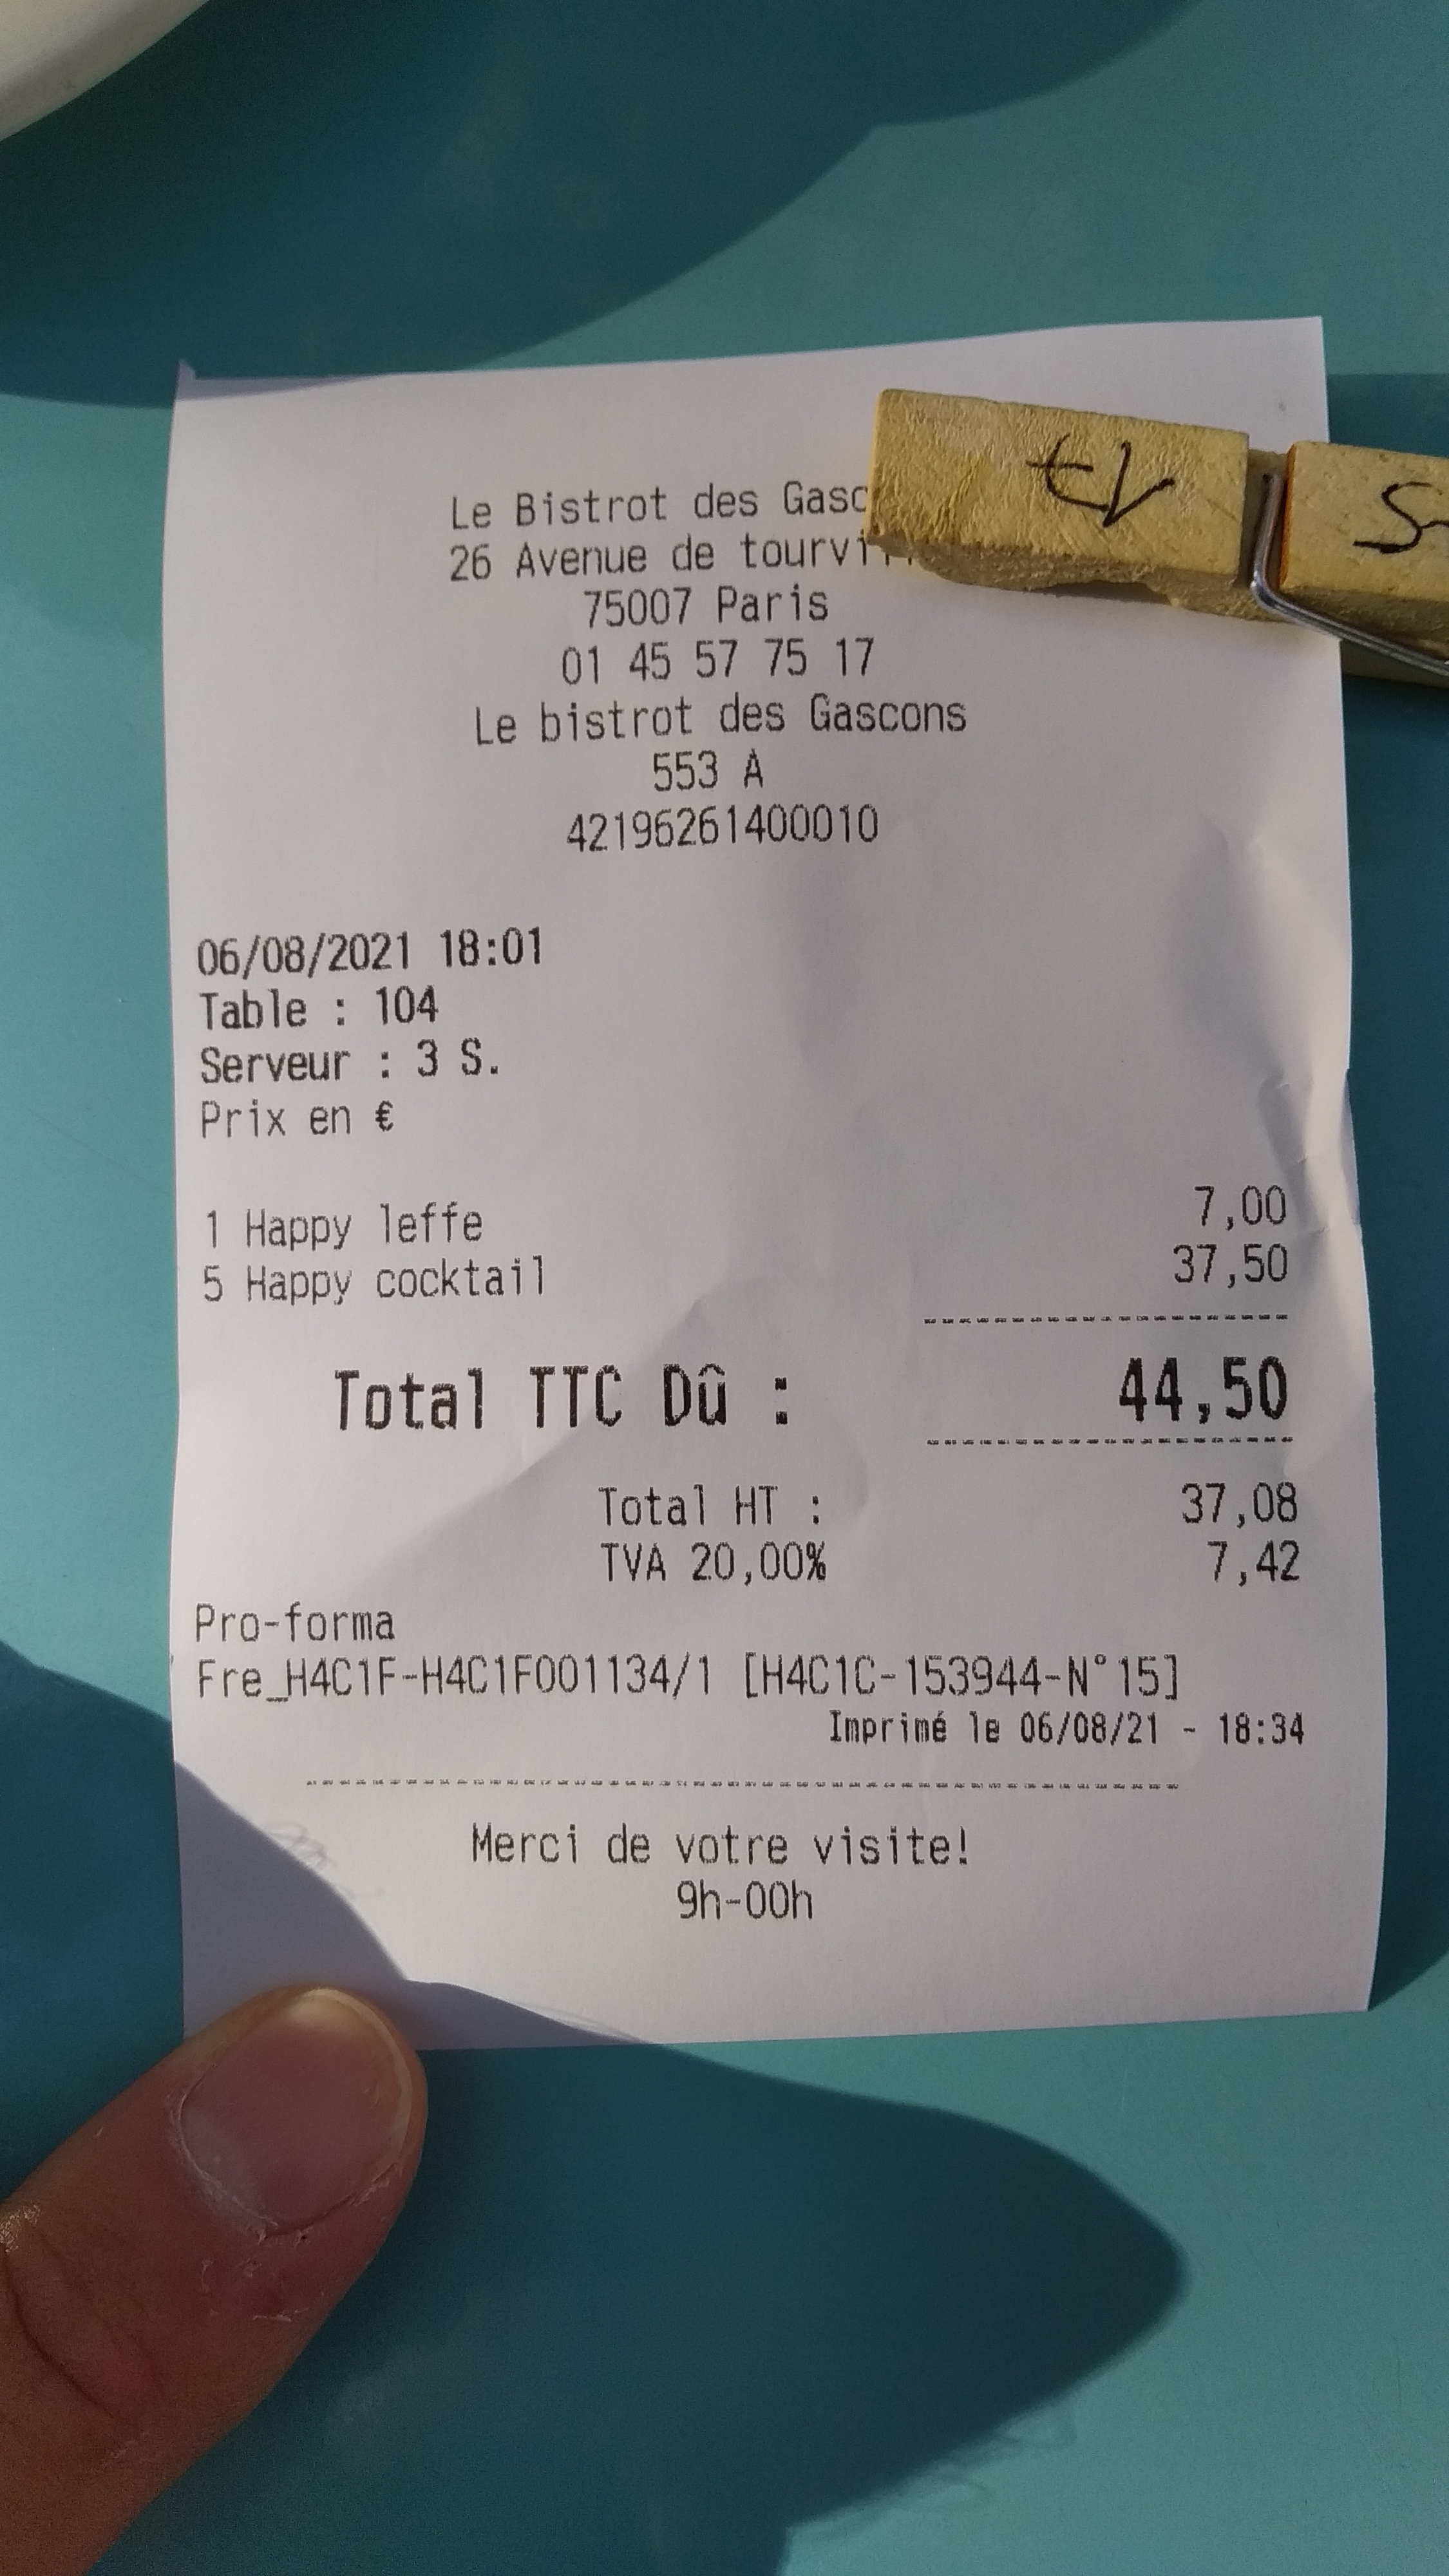 Le Bistrot des Gasc
26 Avenue de tourvi
75007 Paris
01 45 57 75 17
Le bistrot des Gascons
553 A
42196261400010
06/08/2021 18:01
Table : 104
Serveur : 3 S.
Prix en €
1 Happy leffe 7,00
5 Happy cocktail 37,50
Total TTC Dû : 44,50
Total HT : 37,08
TVA 20,00% 7,42
Pro-forma
Fre_H4C1F-H4C1F001134/1 [H4C1C-153944-N°15]
Imprimé le 06/08/21 - 18:34
Merci de votre visite!
9h-00h